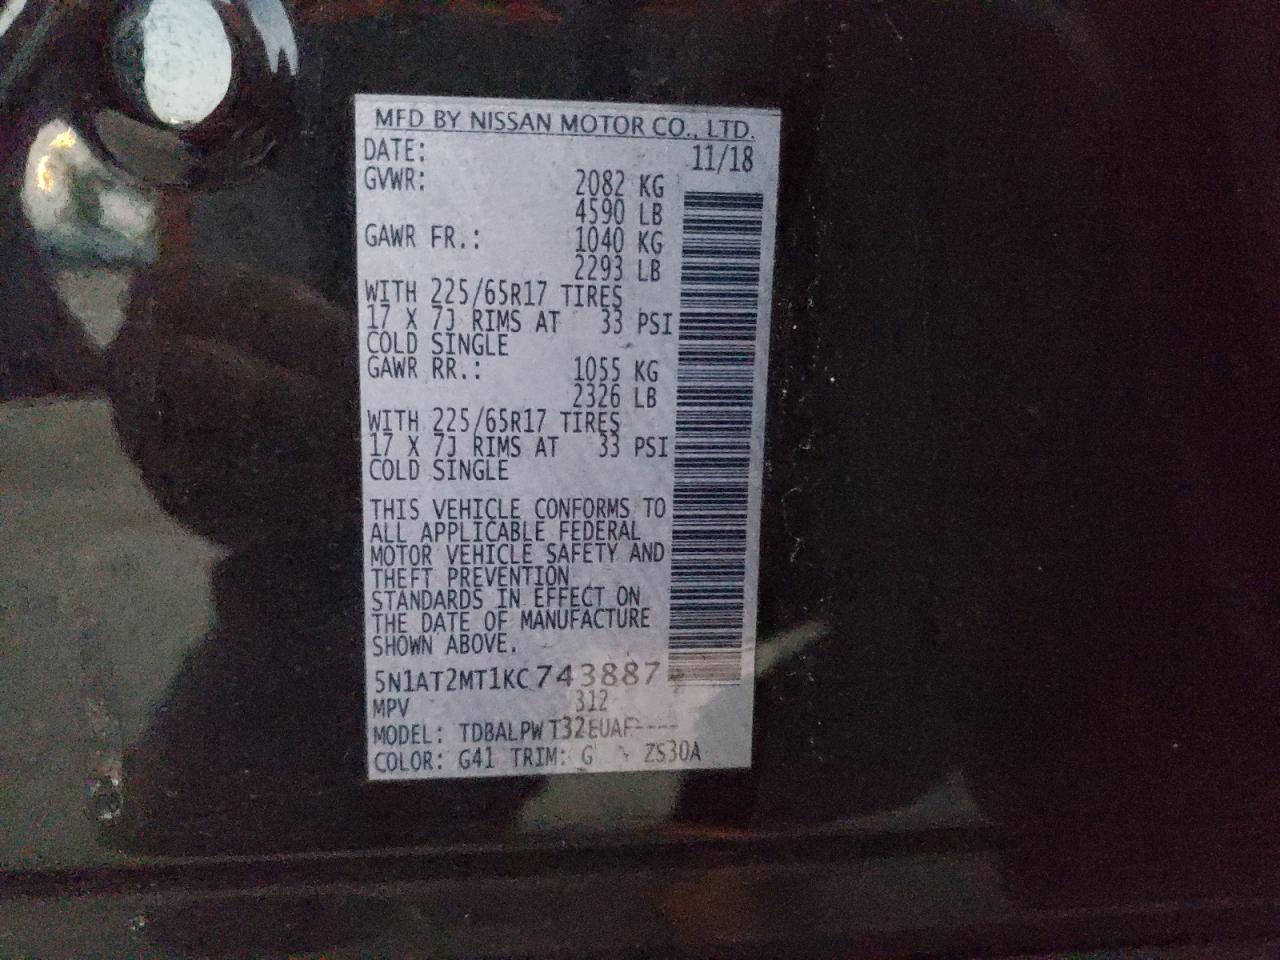 MFD BY NISSAN MOTOR CO., LTD.
DATE: 11/18
GVWR: 2082 KG
4590 LB
GAWR FR.: 1040 KG
2293 LB
WITH 225/65R17 TIRES
17 X 7J RIMS AT 33 PSI
COLD SINGLE
GAWR RR.: 1055 KG
2326 LB
WITH 225/65R17 TIRES
17 X 7J RIMS AT 33 PSI
COLD SINGLE
THIS VEHICLE CONFORMS TO
ALL APPLICABLE FEDERAL
MOTOR VEHICLE SAFETY AND
THEFT PREVENTION
STANDARDS IN EFFECT ON
THE DATE OF MANUFACTURE
SHOWN ABOVE.
5N1AT2MT1KC743887
MPV 312
MODEL: TDBALPWT32EUAF----
COLOR: G41 TRIM: G ZS30A